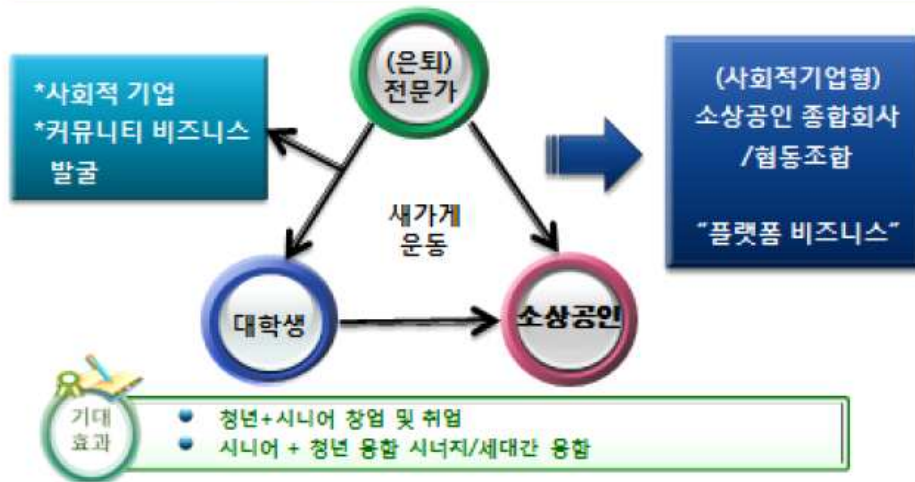 (은퇴)
전문가
*사회적 기업
*커뮤니티 비즈니스
발굴
(사회적기업형)
소상공인 종합회사
/협동조합
“플랫폼 비즈니스”
새가게
운동
대학생
소상공인
기대
효과
청년+시니어 창업 및 취업
시니어 + 청년 융합 시너지/세대간 융합